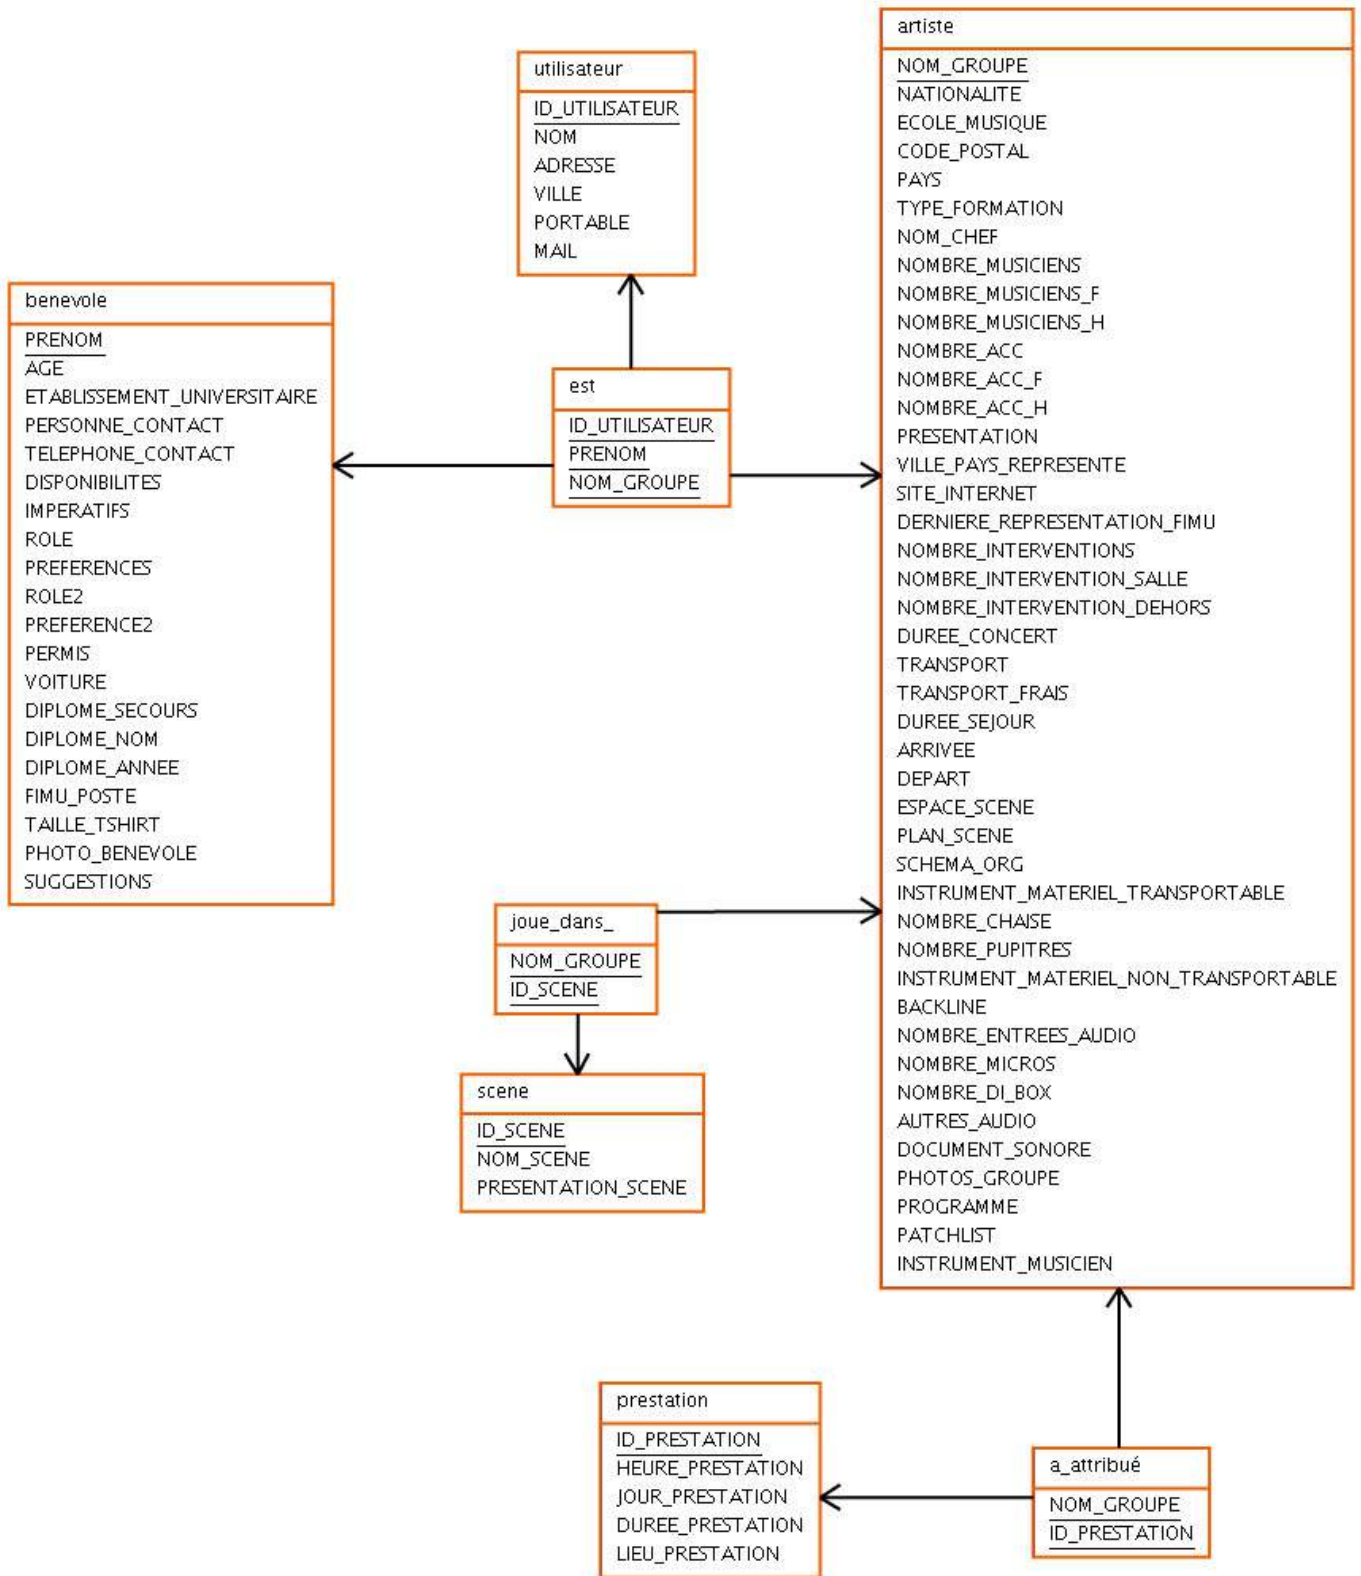 utilisateur
ID_UTILISATEUR
NOM
ADRESSE
VILLE
PORTABLE
MAIL
benevole
PRENOM
AGE
ETABLISSEMENT_UNIVERSITAIRE
PERSONNE_CONTACT
TELEPHONE_CONTACT
DISPONIBILITES
IMPERATIFS
ROLE
PREFERENCES
ROLE2
PREFERENCE2
PERMIS
VOITURE
DIPLOME_SECOURS
DIPLOME_NOM
DIPLOME_ANNEE
FIMU_POSTE
TAILLE_TSHIRT
PHOTO_BENEVOLE
SUGGESTIONS
est
ID_UTILISATEUR
PRENOM
NOM_GROUPE
artiste
NOM_GROUPE
NATIONALITE
ECOLE_MUSIQUE
CODE_POSTAL
PAYS
TYPE_FORMATION
NOM_CHEF
NOMBRE_MUSICIENS
NOMBRE_MUSICIENS_F
NOMBRE_MUSICIENS_H
NOMBRE_ACC
NOMBRE_ACC_F
NOMBRE_ACC_H
PRESENTATION
VILLE_PAYS_REPRESENTE
SITE_INTERNET
DERNIERE_REPRESENTATION_FIMU
NOMBRE_INTERVENTIONS
NOMBRE_INTERVENTION_SALLE
NOMBRE_INTERVENTION_DEHORS
DUREE_CONCERT
TRANSPORT
TRANSPORT_FRAIS
DUREE_SEJOUR
ARRIVEE
DEPART
ESPACE_SCENE
PLAN_SCENE
SCHEMA_ORG
INSTRUMENT_MATERIEL_TRANSPORTABLE
NOMBRE_CHAISE
NOMBRE_PUPITRES
INSTRUMENT_MATERIEL_NON_TRANSPORTABLE
BACKLINE
NOMBRE_ENTREES_AUDIO
NOMBRE_MICROS
NOMBRE_DI_BOX
AUTRES_AUDIO
DOCUMENT_SONORE
PHOTOS_GROUPE
PROGRAMME
PATCHLIST
INSTRUMENT_MUSICIEN
joue_dans_
NOM_GROUPE
ID_SCENE
scene
ID_SCENE
NOM_SCENE
PRESENTATION_SCENE
prestation
ID_PRESTATION
HEURE_PRESTATION
JOUR_PRESTATION
DUREE_PRESTATION
LIEU_PRESTATION
a_attribué
NOM_GROUPE
ID_PRESTATION